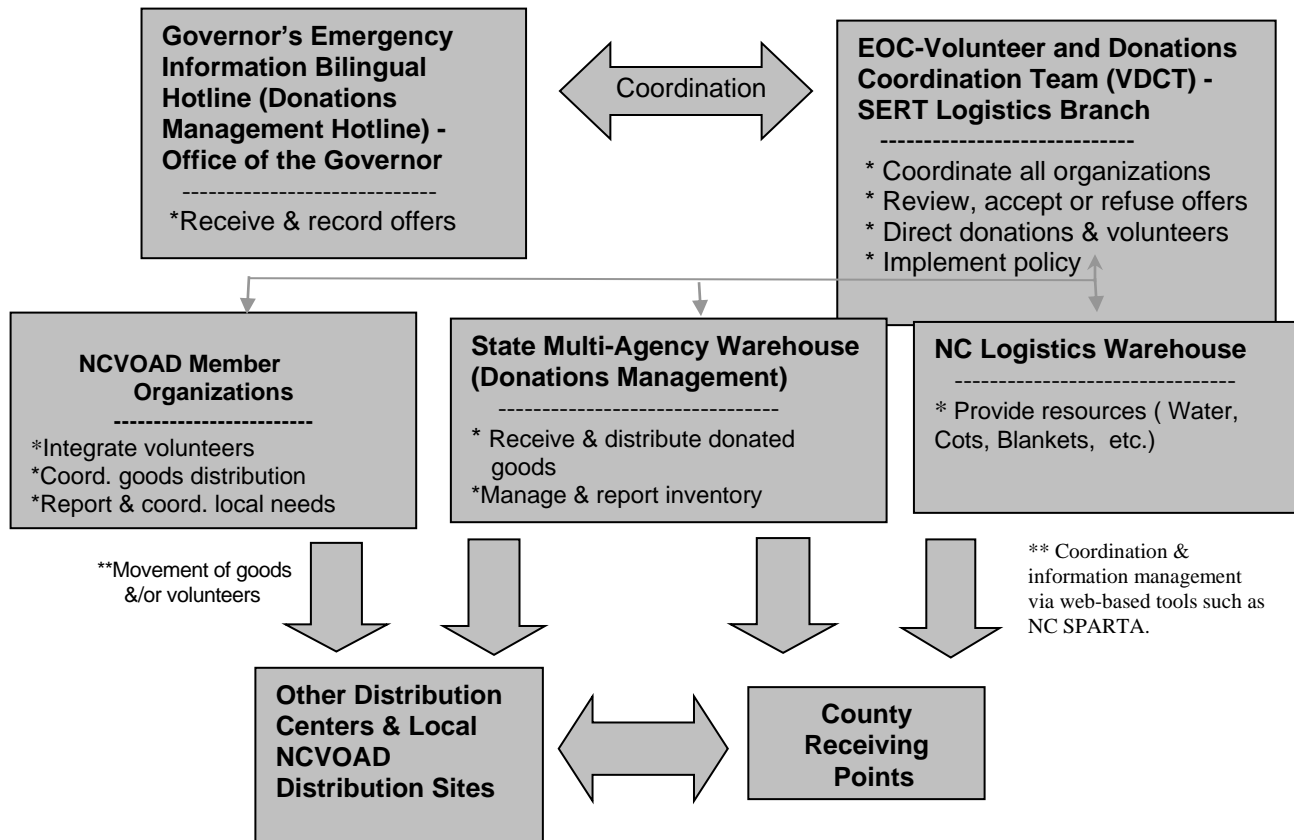 Governor’s Emergency
Information Bilingual
Hotline (Donations
Management Hotline) -
Office of the Governor
-----------------------------
*Receive & record offers
Coordination
EOC-Volunteer and Donations
Coordination Team (VDCT) -
SERT Logistics Branch
-----------------------------
* Coordinate all organizations
* Review, accept or refuse offers
* Direct donations & volunteers
* Implement policy
NCVOAD Member
Organizations
-------------------------
*Integrate volunteers
*Coord. goods distribution
*Report & coord. local needs
State Multi-Agency Warehouse
(Donations Management)
--------------------------------
* Receive & distribute donated
goods
*Manage & report inventory
NC Logistics Warehouse
--------------------------------
* Provide resources ( Water,
Cots, Blankets, etc.)
**Movement of goods
&/or volunteers
** Coordination &
information management
via web-based tools such as
NC SPARTA.
Other Distribution
Centers & Local
NCVOAD
Distribution Sites
County
Receiving
Points